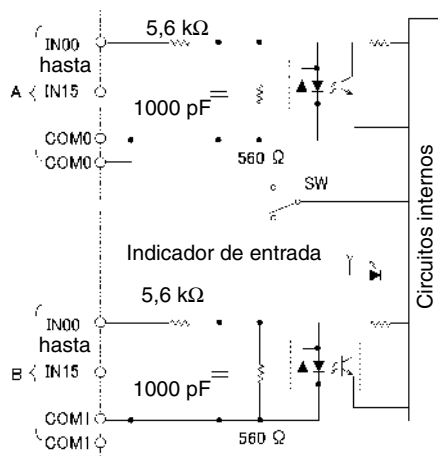 5,6 kΩ
IN00
hasta
A { IN15
1000 pF
COM0
COM0
560 Ω
SW
Indicador de entrada
5,6 kΩ
IN00
hasta
B { IN15
1000 pF
COM1
COM1
560 Ω
Circuitos internos